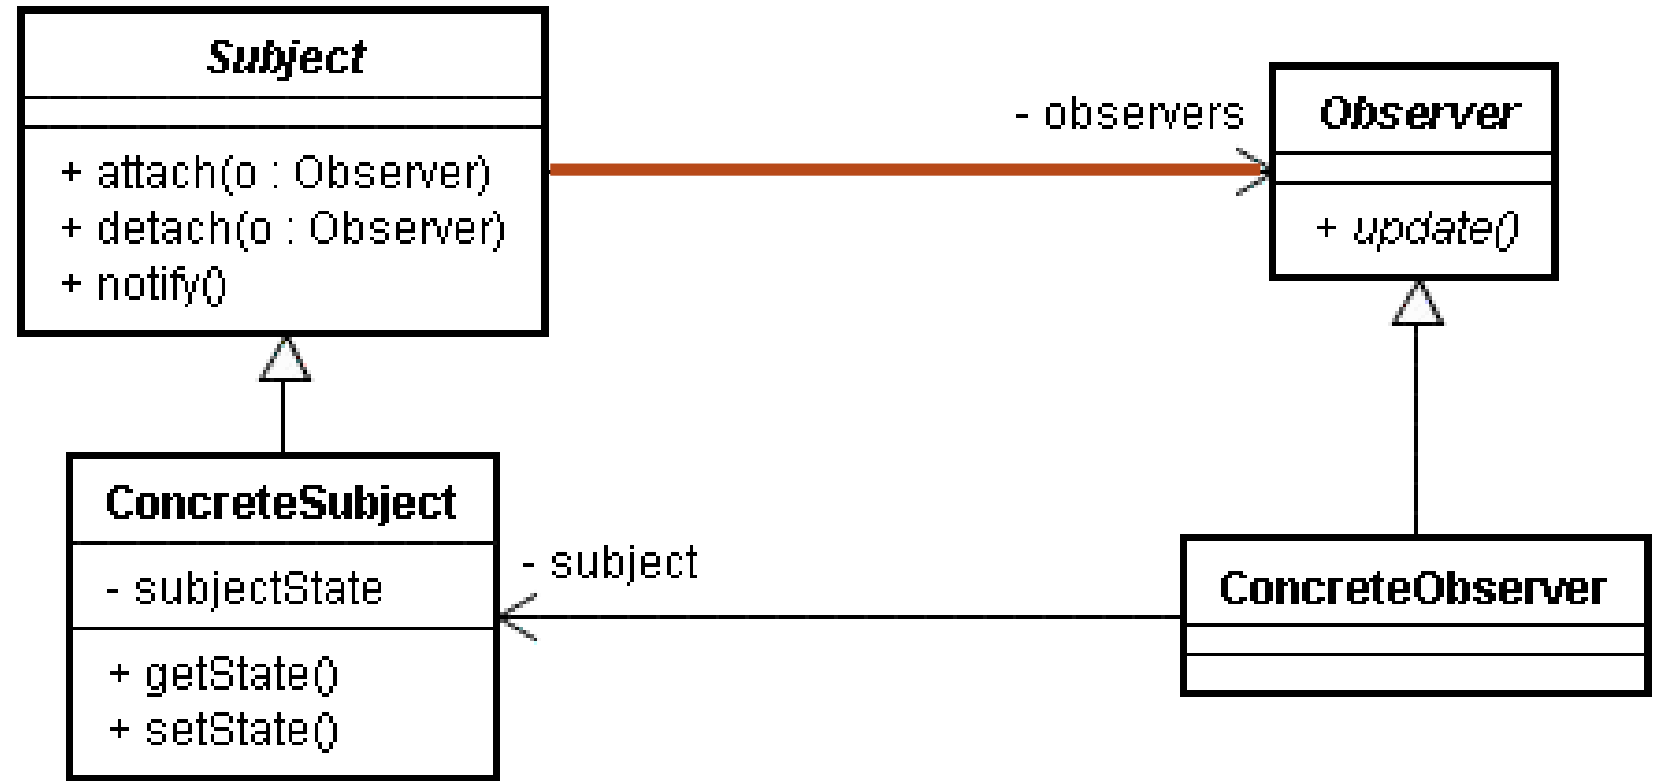 Subject
+ attach(o : Observer)
+ detach(o : Observer)
+ notify()
- observers
Observer
+ update()
ConcreteSubject
- subjectState
+ getState()
+ setState()
- subject
ConcreteObserver